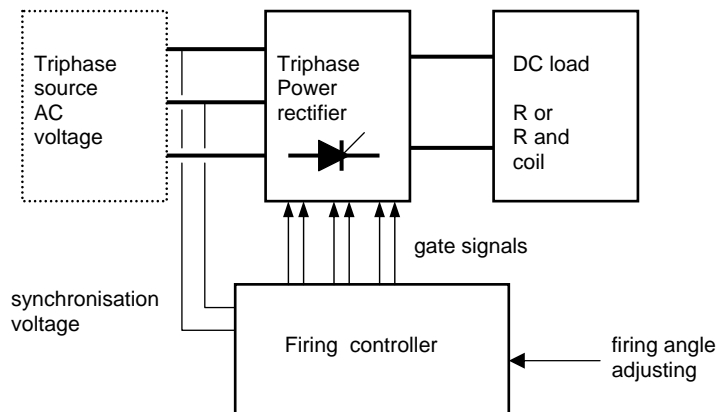 Triphase
source
AC
voltage
Triphase
Power
rectifier
DC load
R or
R and
coil
gate signals
synchronisation
voltage
Firing controller
firing angle
adjusting